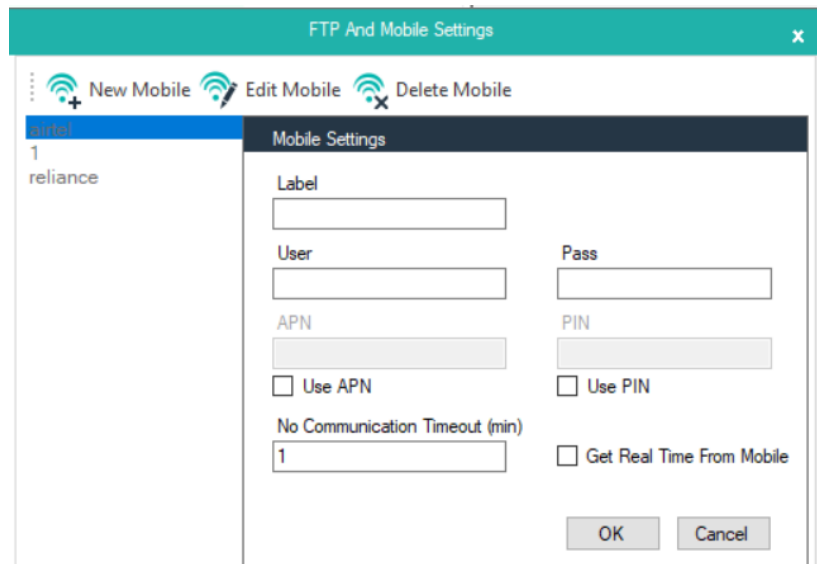 FTP And Mobile Settings x
New Mobile Edit Mobile Delete Mobile
airtel
1
reliance
Mobile Settings
Label
User Pass
APN PIN
Use APN Use PIN
No Communication Timeout (min)
1 Get Real Time From Mobile
OK Cancel